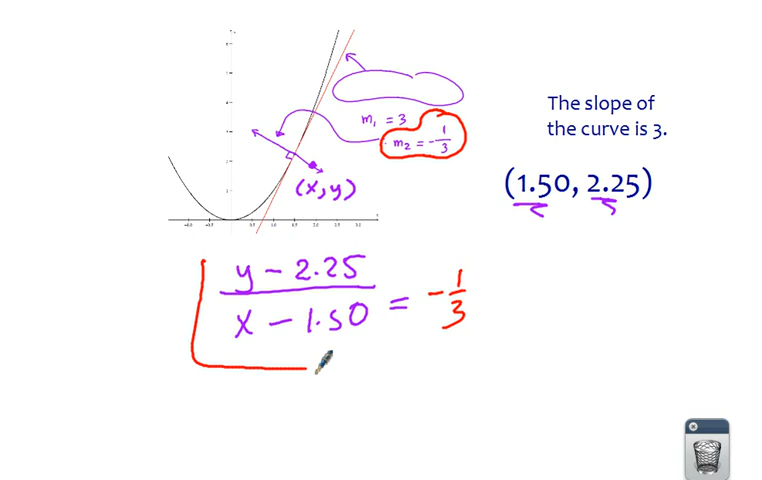 The slope of
the curve is 3.
m₁ = 3
m₂ = -1/3
(1.50, 2.25)
(x, y)
y - 2.25
x - 1.50
= -1/3